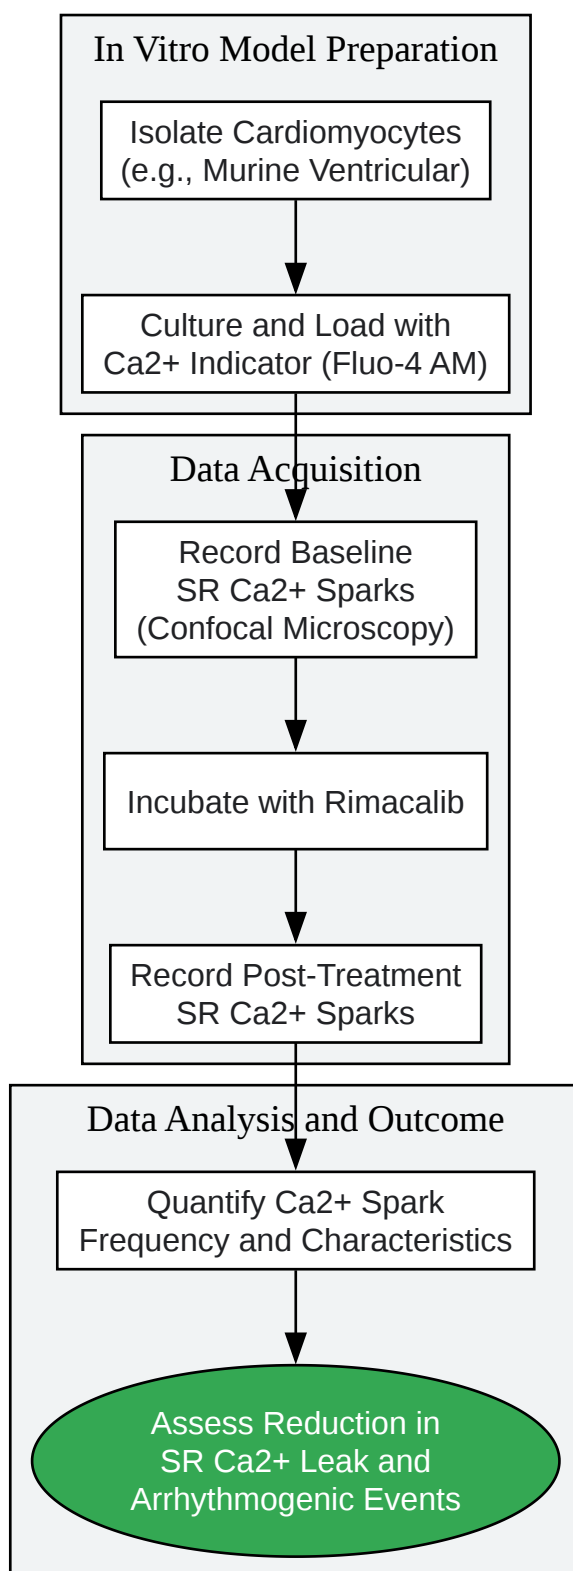 In Vitro Model Preparation
Isolate Cardiomyocytes
(e.g., Murine Ventricular)
Culture and Load with
Ca2+ Indicator (Fluo-4 AM)
Data Acquisition
Record Baseline
SR Ca2+ Sparks
(Confocal Microscopy)
Incubate with Rimacalib
Record Post-Treatment
SR Ca2+ Sparks
Data Analysis and Outcome
Quantify Ca2+ Spark
Frequency and Characteristics
Assess Reduction in
SR Ca2+ Leak and
Arrhythmogenic Events